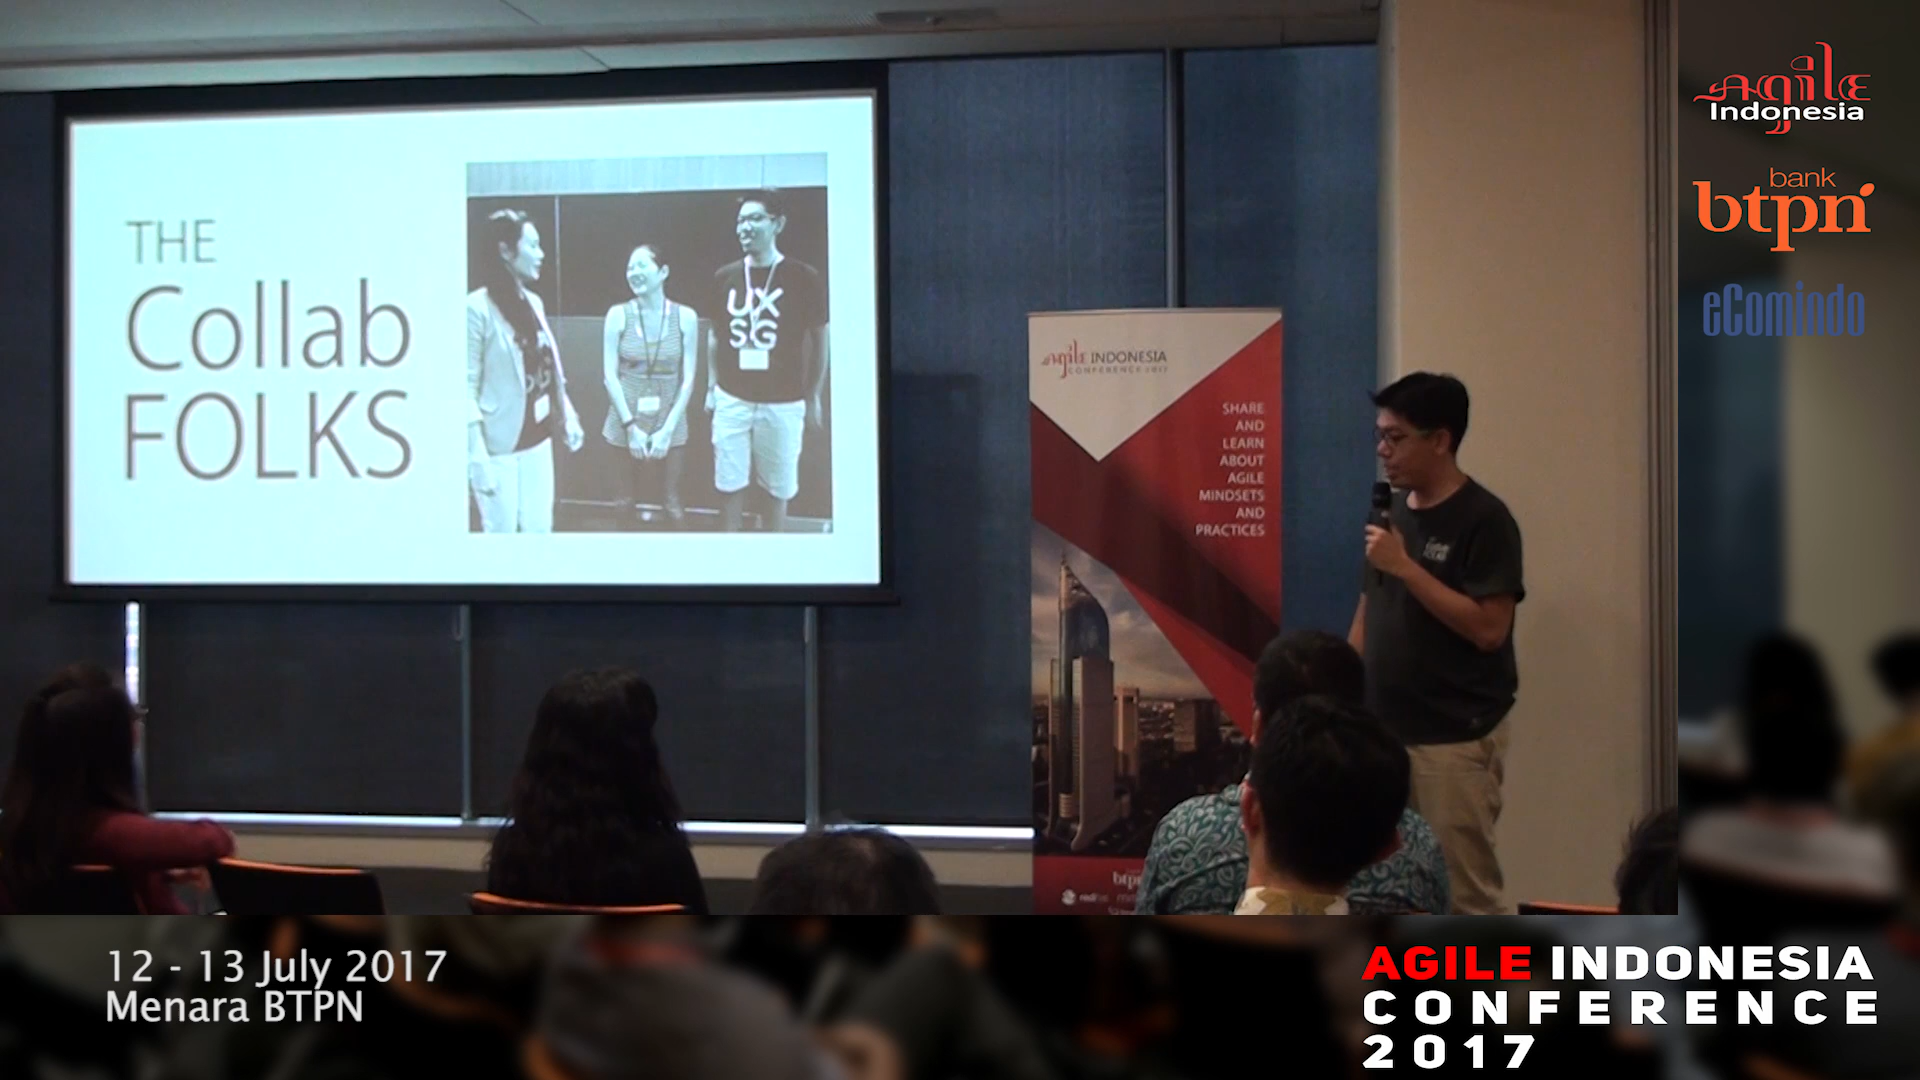 THE
Collab
FOLKS
UX
SG
Agile INDONESIA
CONFERENCE 2017
SHARE
AND
LEARN
ABOUT
AGILE
MINDSETS
AND
PRACTICES
btpn
Agile
Indonesia
bank
btpn
eComindo
12 - 13 July 2017
Menara BTPN
AGILE INDONESIA
CONFERENCE
2017